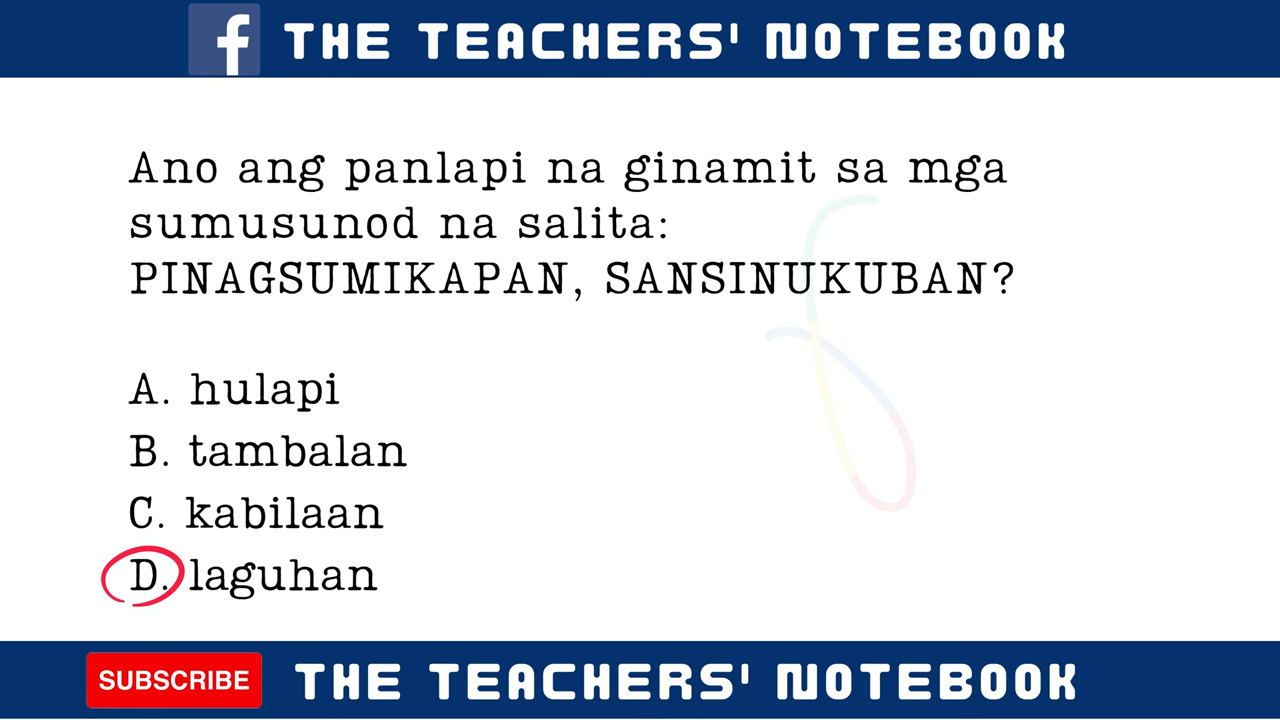 f THE TEACHERS' NOTEBOOK
Ano ang panlapi na ginamit sa mga
sumusunod na salita:
PINAGSUMIKAPAN, SANSINUKUBAN?
A. hulapi
B. tambalan
C. kabilaan
D. laguhan
SUBSCRIBE THE TEACHERS' NOTEBOOK